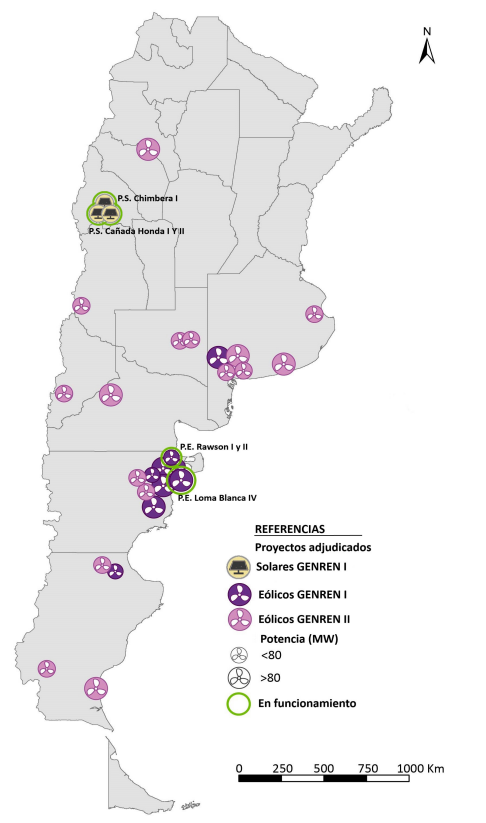 N
P.S. Chimbera I
P.S. Cañada Honda I Y II
P.E. Rawson I y II
P.E. Loma Blanca IV
REFERENCIAS
Proyectos adjudicados
Solares GENREN I
Eólicos GENREN I
Eólicos GENREN II
Potencia (MW)
<80
>80
En funcionamiento
0 250 500 750 1000 Km